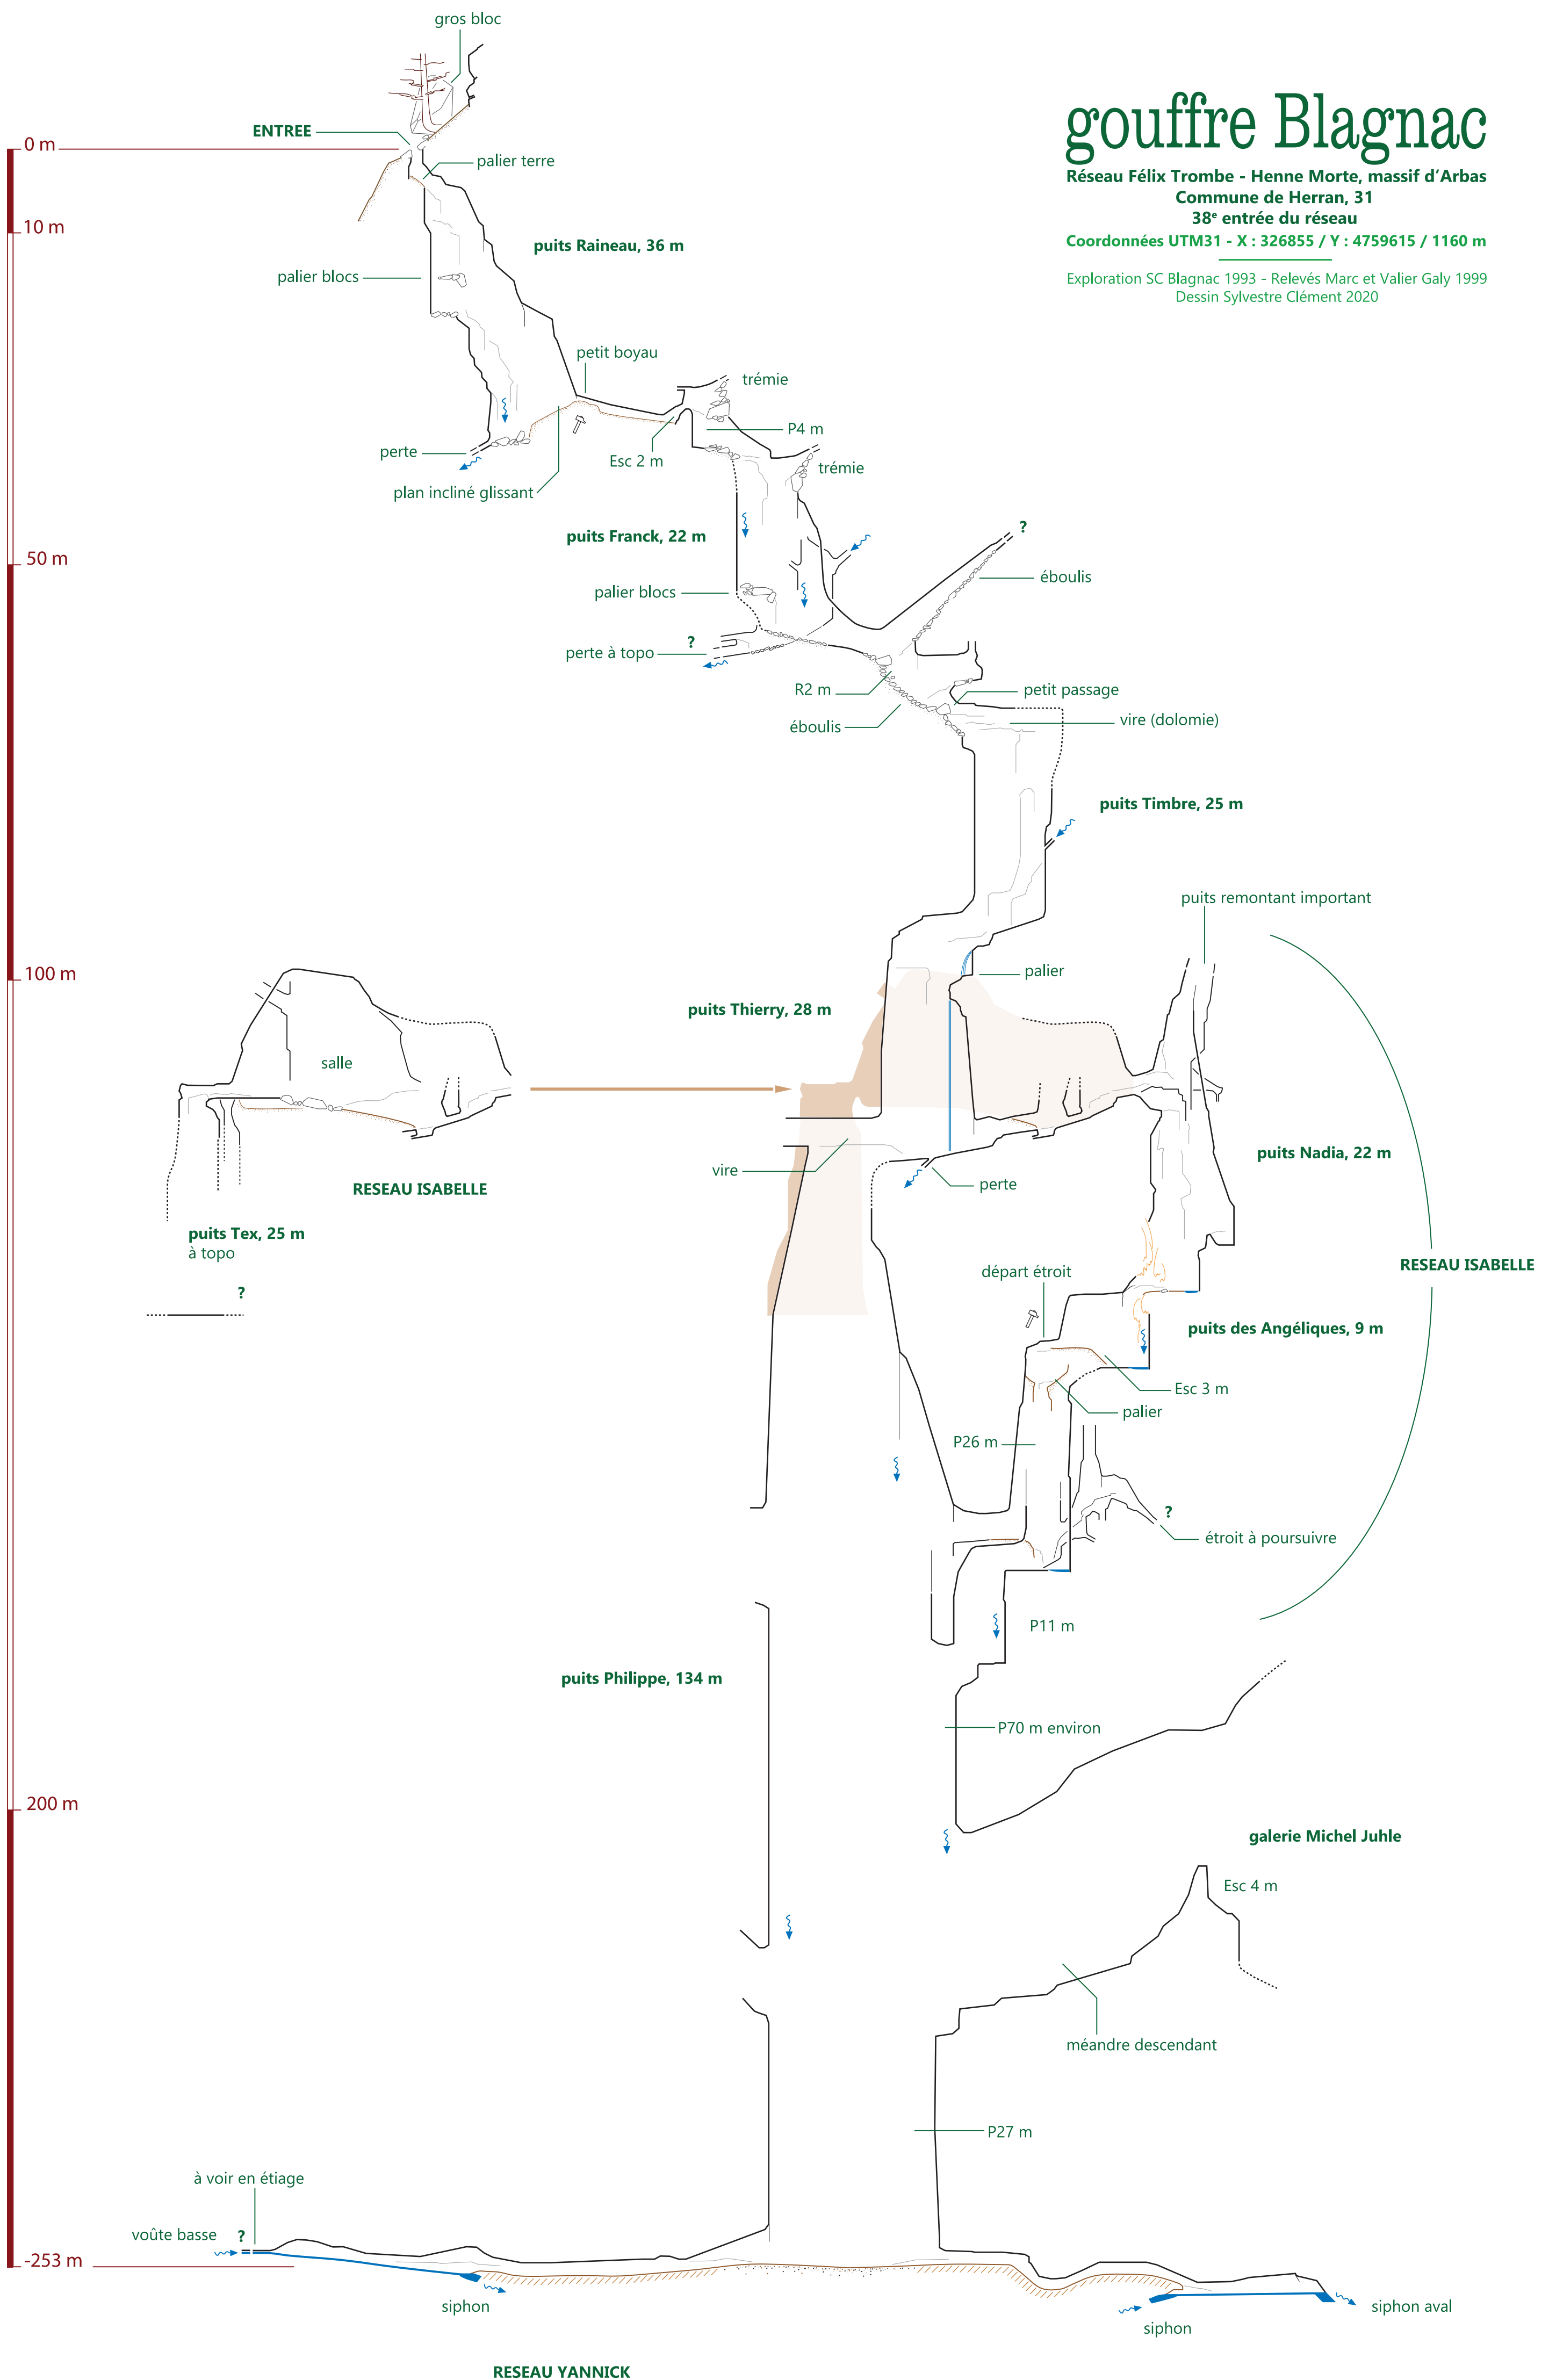 gros bloc
gouffre Blagnac
Réseau Félix Trombe - Henne Morte, massif d'Arbas
Commune de Herran, 31
38e entrée du réseau
Coordonnées UTM31 - X : 326855 / Y : 4759615 / 1160 m
Exploration SC Blagnac 1993 - Relevés Marc et Valier Galy 1999
Dessin Sylvestre Clément 2020
ENTREE
0 m
palier terre
10 m
puits Raineau, 36 m
palier blocs
petit boyau
trémie
P4 m
perte
Esc 2 m
trémie
plan incliné glissant
puits Franck, 22 m
?
50 m
éboulis
palier blocs
?
perte à topo
R2 m
petit passage
éboulis
vire (dolomie)
puits Timbre, 25 m
puits remontant important
100 m
palier
puits Thierry, 28 m
salle
puits Nadia, 22 m
vire
perte
RESEAU ISABELLE
puits Tex, 25 m
à topo
?
départ étroit
RESEAU ISABELLE
puits des Angéliques, 9 m
Esc 3 m
palier
P26 m
?
étroit à poursuivre
P11 m
puits Philippe, 134 m
P70 m environ
200 m
galerie Michel Juhle
Esc 4 m
méandre descendant
P27 m
à voir en étiage
voûte basse
?
-253 m
siphon
siphon aval
siphon
RESEAU YANNICK